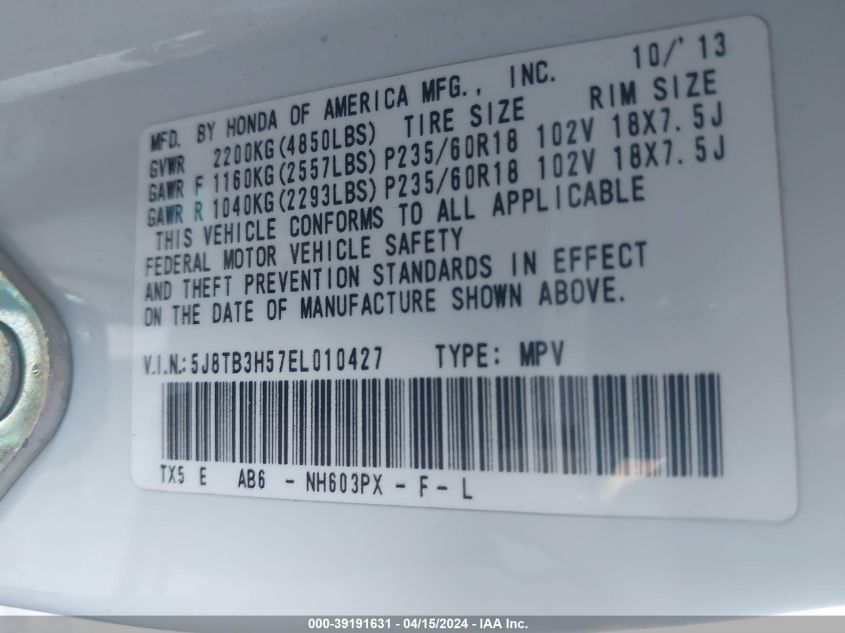 10/'13
MFD. BY HONDA OF AMERICA MFG., INC.
GVWR 2200KG(4850LBS) TIRE SIZE RIM SIZE
GAWR F 1160KG(2557LBS) P235/60R18 102V 18X7.5J
GAWR R 1040KG(2293LBS) P235/60R18 102V 18X7.5J
THIS VEHICLE CONFORMS TO ALL APPLICABLE
FEDERAL MOTOR VEHICLE SAFETY
AND THEFT PREVENTION STANDARDS IN EFFECT
ON THE DATE OF MANUFACTURE SHOWN ABOVE.
V.I.N.: 5J8TB3H57EL010427 TYPE: MPV
TX5 E AB6 - NH603PX - F - L
000-39191631 - 04/15/2024 - IAA Inc.